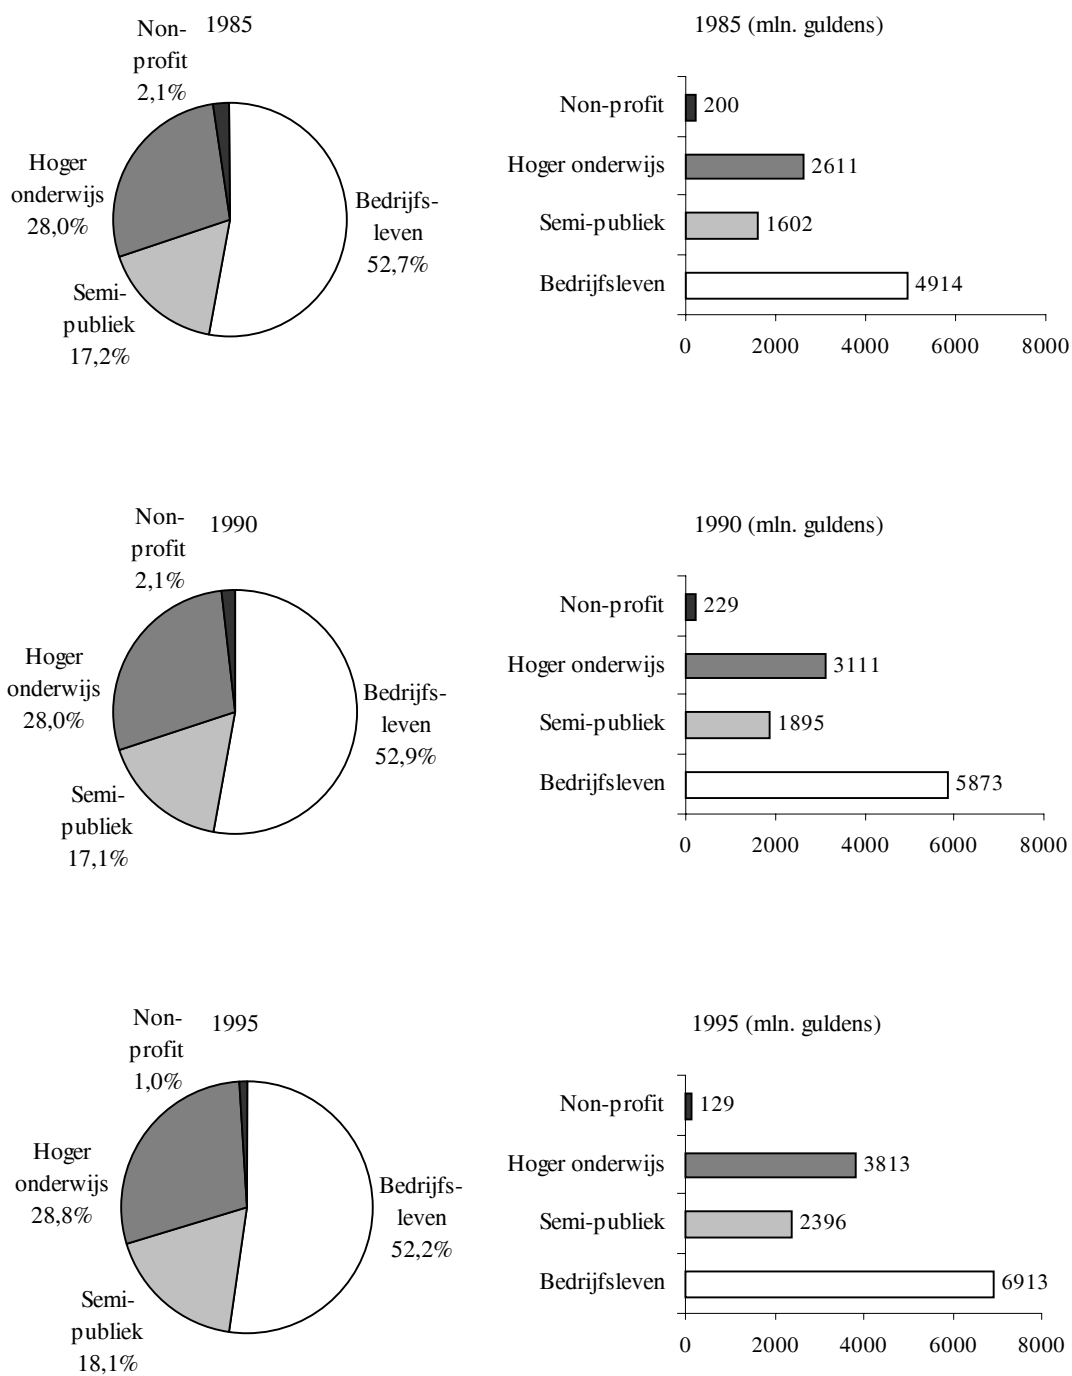 Non-
profit
2,1%
1985
Hoger
onderwijs
28,0%
Bedrijfs-
leven
52,7%
Semi-
publiek
17,2%
1985 (mln. guldens)
Non-profit 200
Hoger onderwijs 2611
Semi-publiek 1602
Bedrijfsleven 4914
0 2000 4000 6000 8000
Non-
profit
2,1%
1990
Hoger
onderwijs
28,0%
Bedrijfs-
leven
52,9%
Semi-
publiek
17,1%
1990 (mln. guldens)
Non-profit 229
Hoger onderwijs 3111
Semi-publiek 1895
Bedrijfsleven 5873
0 2000 4000 6000 8000
Non-
profit
1,0%
1995
Hoger
onderwijs
28,8%
Bedrijfs-
leven
52,2%
Semi-
publiek
18,1%
1995 (mln. guldens)
Non-profit 129
Hoger onderwijs 3813
Semi-publiek 2396
Bedrijfsleven 6913
0 2000 4000 6000 8000